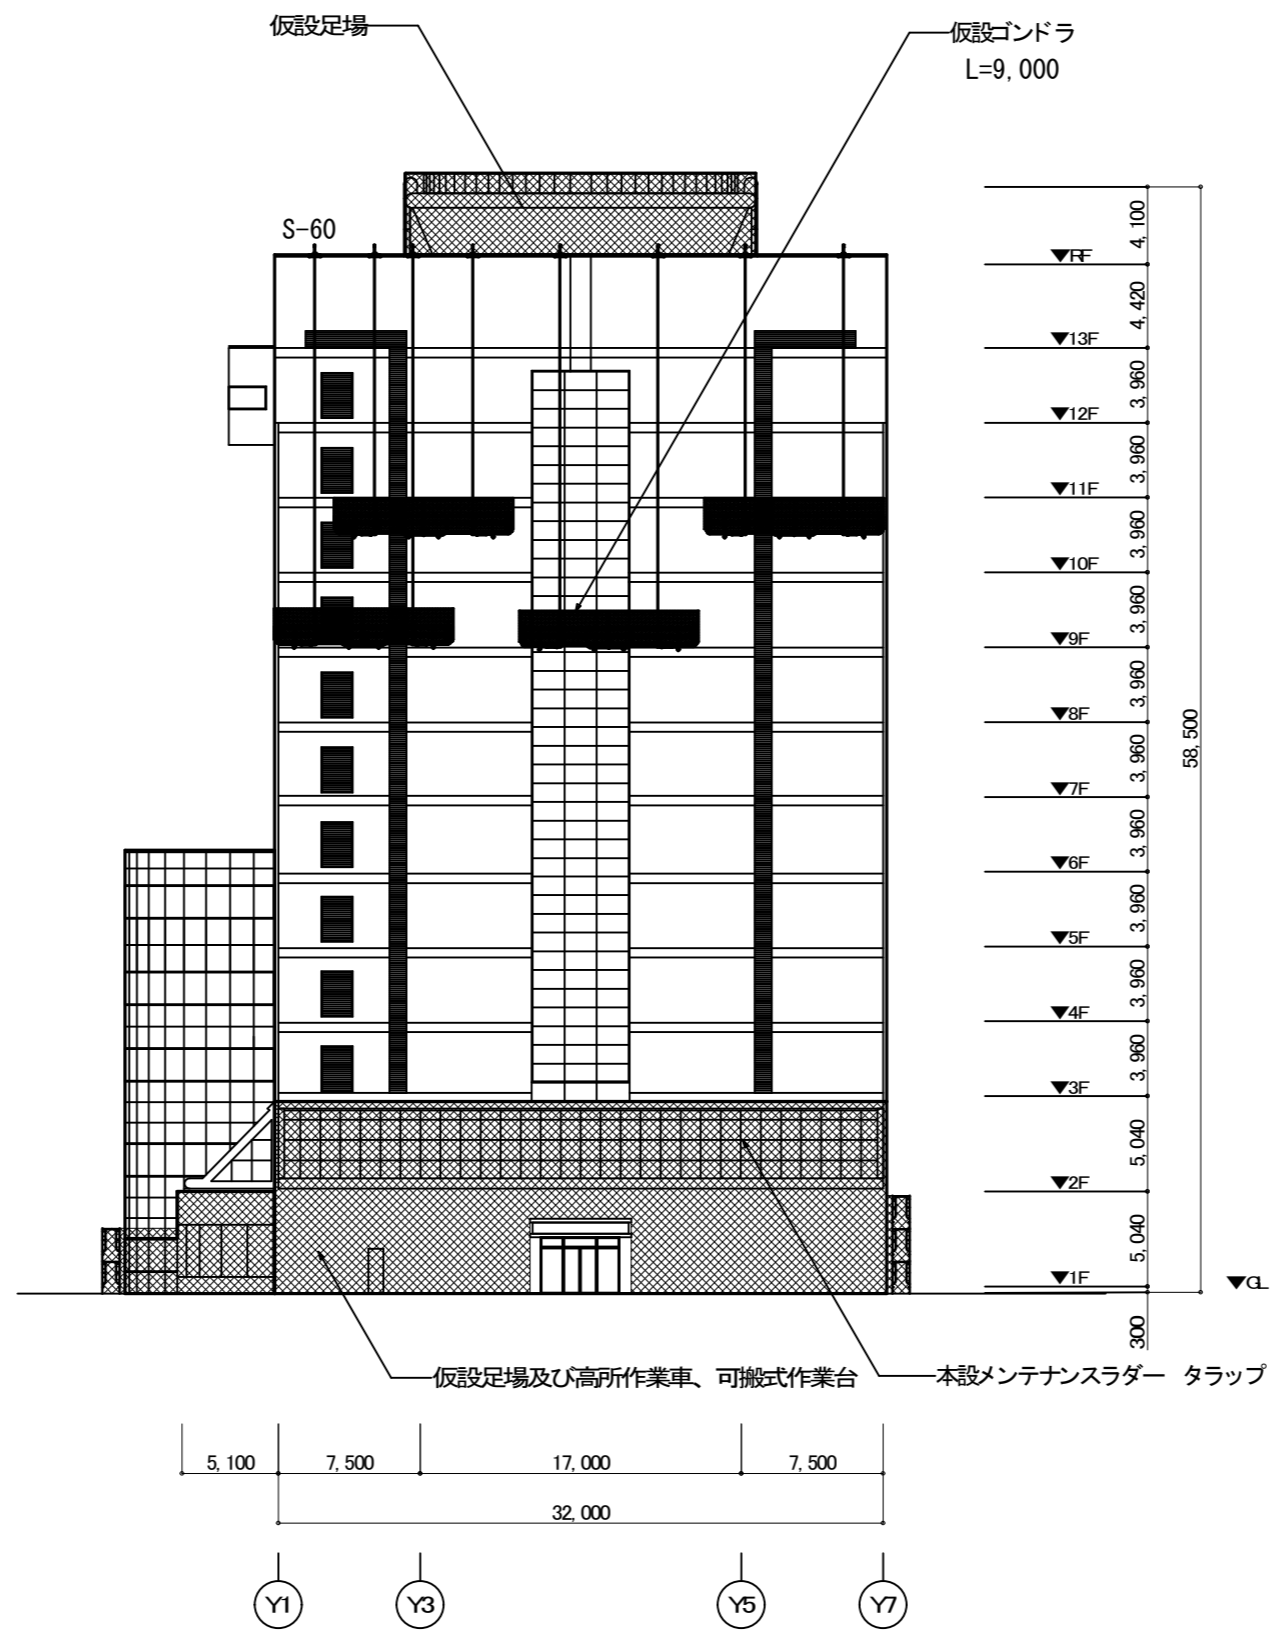 仮設足場
仮設ゴンドラ
L=9,000
S-60
4,100
▼RF
4,420
▼13F
3,960
▼12F
3,960
▼11F
3,960
▼10F
3,960
▼9F
3,960
▼8F
58,500
3,960
▼7F
3,960
▼6F
3,960
▼5F
3,960
▼4F
3,960
▼3F
5,040
▼2F
5,040
▼1F
▼GL
300
仮設足場及び高所作業車、可搬式作業台
本設メンテナンスラダー タラップ
5,100
7,500
17,000
7,500
32,000
Y1
Y3
Y5
Y7